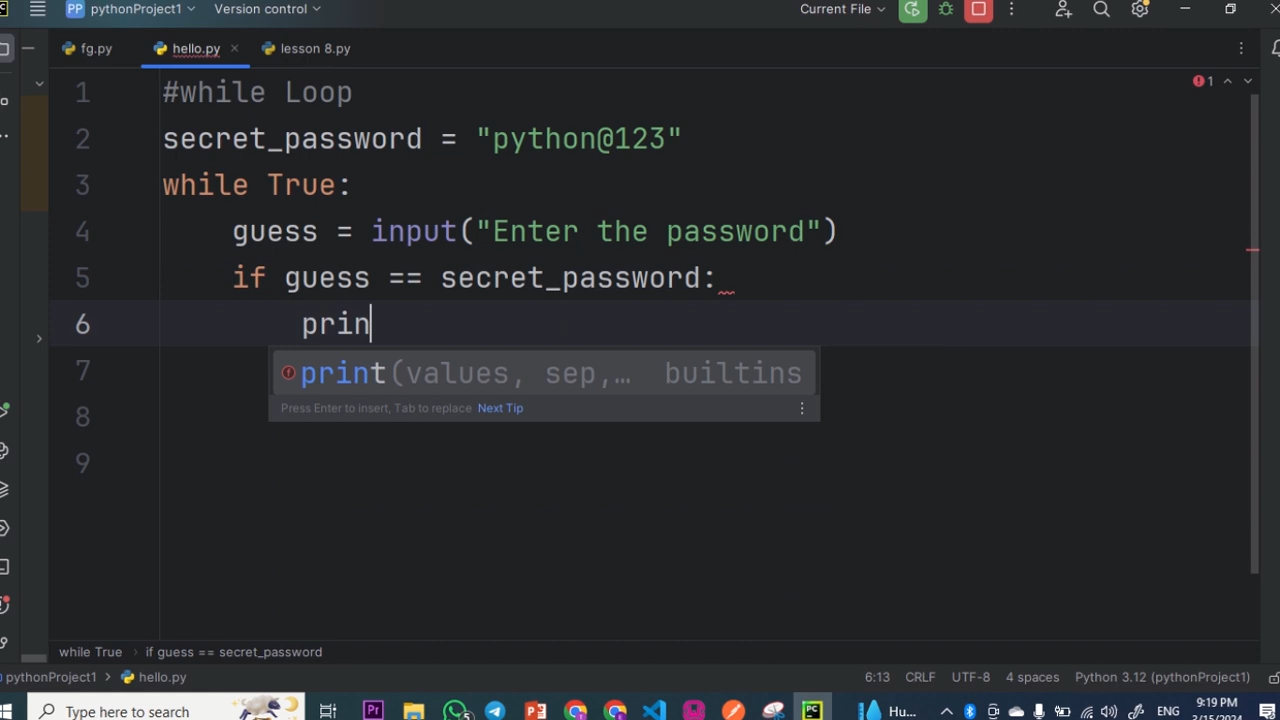 PP pythonProject1 Version control Current File
fg.py hello.py lesson 8.py
1 #while Loop 1
2 secret_password = "python@123"
3 while True:
4 guess = input("Enter the password")
5 if guess == secret_password:
6 prin
7 print(values, sep,… builtins
Press Enter to insert, Tab to replace Next Tip
8
9
while True › if guess == secret_password
pythonProject1 › hello.py 6:13 CRLF UTF-8 4 spaces Python 3.12 (pythonProject1)
Type here to search Hu... ENG 9:19 PM